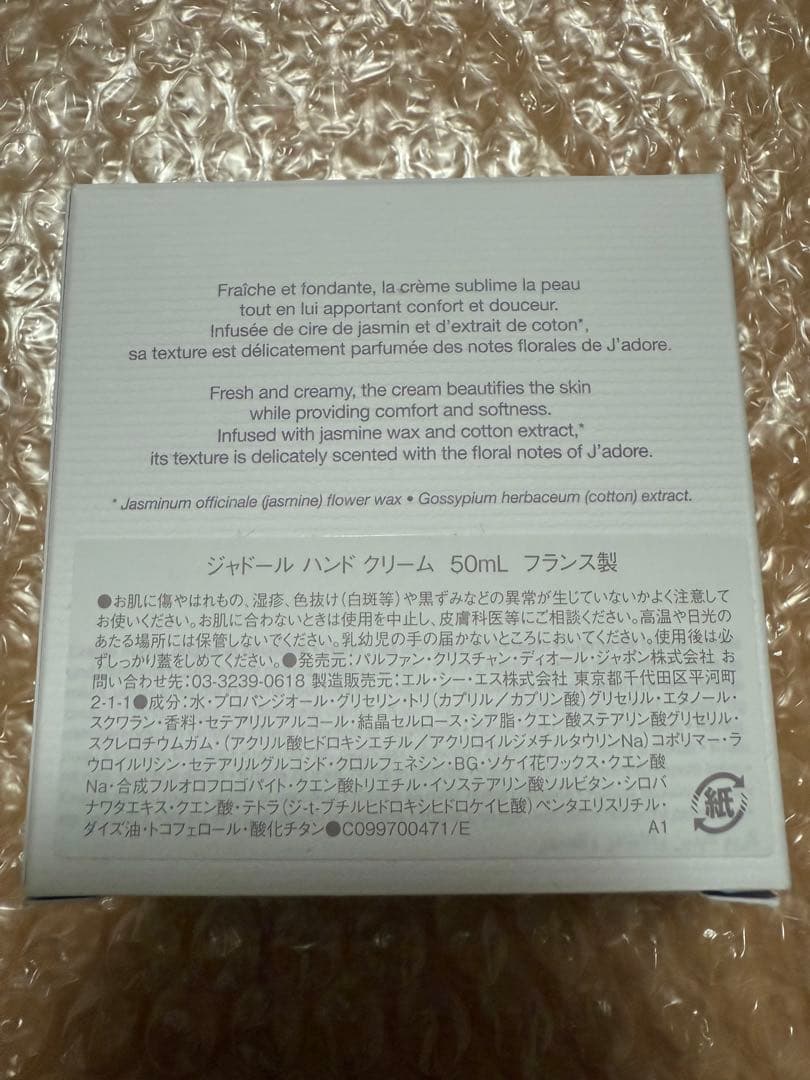 Fraîche et fondante, la crème sublime la peau
tout en lui apportant confort et douceur.
Infusée de cire de jasmin et d'extrait de coton*,
sa texture est délicatement parfumée des notes florales de J'adore.
Fresh and creamy, the cream beautifies the skin
while providing comfort and softness.
Infused with jasmine wax and cotton extract,*
its texture is delicately scented with the floral notes of J'adore.
* Jasminum officinale (jasmine) flower wax • Gossypium herbaceum (cotton) extract.
ジャドール ハンド クリーム 50mL フランス製
●お肌に傷やはれもの、湿疹、色抜け(白斑等)や黒ずみなどの異常が生じていないかよく注意して
お使いください。お肌に合わないときは使用を中止し、皮膚科医等にご相談ください。高温や日光の
あたる場所には保管しないでください。乳幼児の手の届かないところにおいてください。使用後は必
ずしっかり蓋をしめてください。●発売元:パルファン・クリスチャン・ディオール・ジャポン株式会社 お
問い合わせ先:03-3239-0618 製造販売元:エル・シー・エス株式会社 東京都千代田区平河町
2-1-1●成分:水・プロパンジオール・グリセリン・トリ(カプリル/カプリン酸)グリセリル・エタノール・
スクワラン・香料・セテアリルアルコール・結晶セルロース・シア脂・クエン酸ステアリン酸グリセリル・
スクレロチウムガム・(アクリル酸ヒドロキシエチル/アクリロイルジメチルタウリンNa)コポリマー・ラ
ウロイルリシン・セテアリルグルコシド・クロルフェネシン・BG・ソケイ花ワックス・クエン酸
Na・合成フルオロフロゴパイト・クエン酸トリエチル・イソステアリン酸ソルビタン・シロバ
ナワタエキス・クエン酸・テトラ(ジ-t-ブチルヒドロキシヒドロケイヒ酸)ペンタエリスリチル・
ダイズ油・トコフェロール・酸化チタン●C099700471/E A1
紙